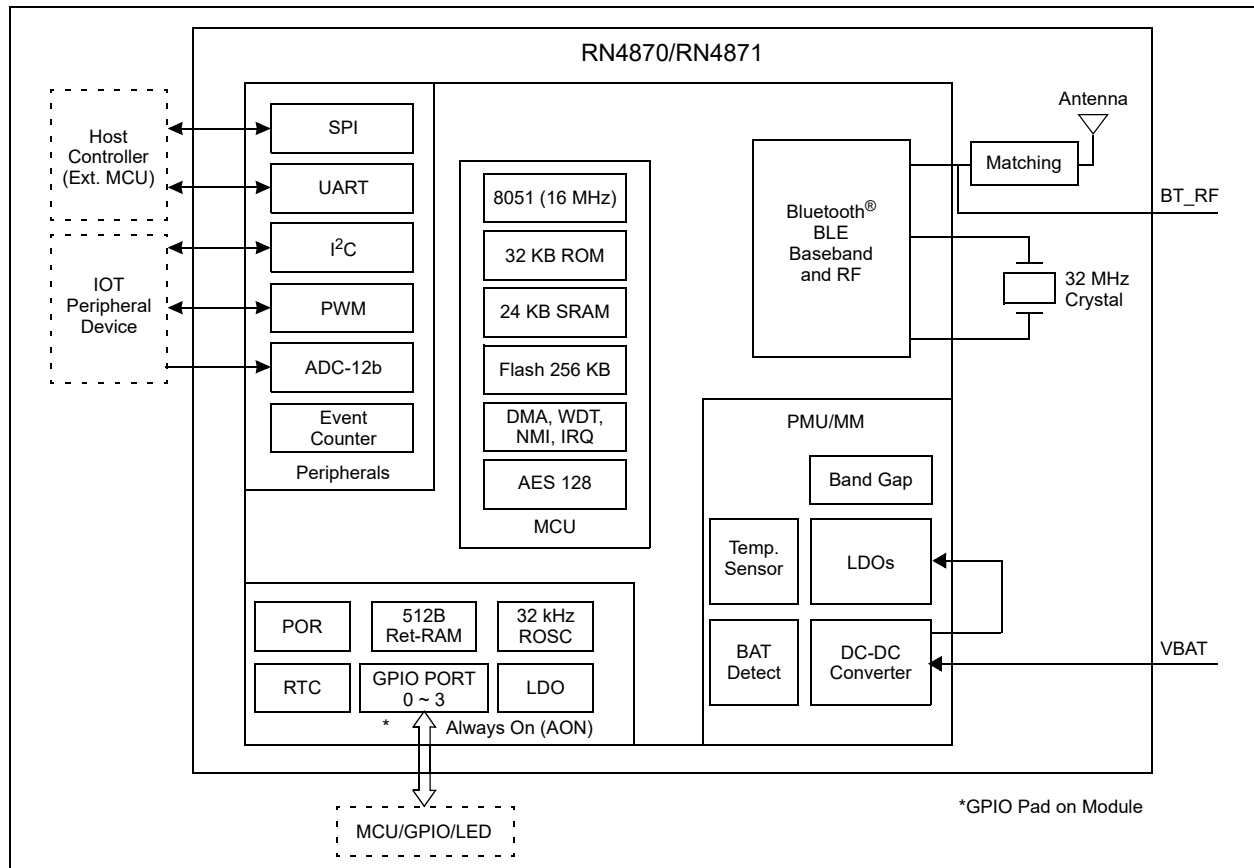 RN4870/RN4871
Host
Controller
(Ext. MCU)
IOT
Peripheral
Device
SPI
UART
I²C
PWM
ADC-12b
Event
Counter
Peripherals
8051 (16 MHz)
32 KB ROM
24 KB SRAM
Flash 256 KB
DMA, WDT,
NMI, IRQ
AES 128
MCU
Bluetooth®
BLE
Baseband
and RF
Antenna
Matching
BT_RF
32 MHz
Crystal
PMU/MM
Band Gap
Temp.
Sensor
LDOs
BAT
Detect
DC-DC
Converter
VBAT
POR
512B
Ret-RAM
32 kHz
ROSC
RTC
GPIO PORT
0 ~ 3
LDO
*
Always On (AON)
MCU/GPIO/LED
*GPIO Pad on Module